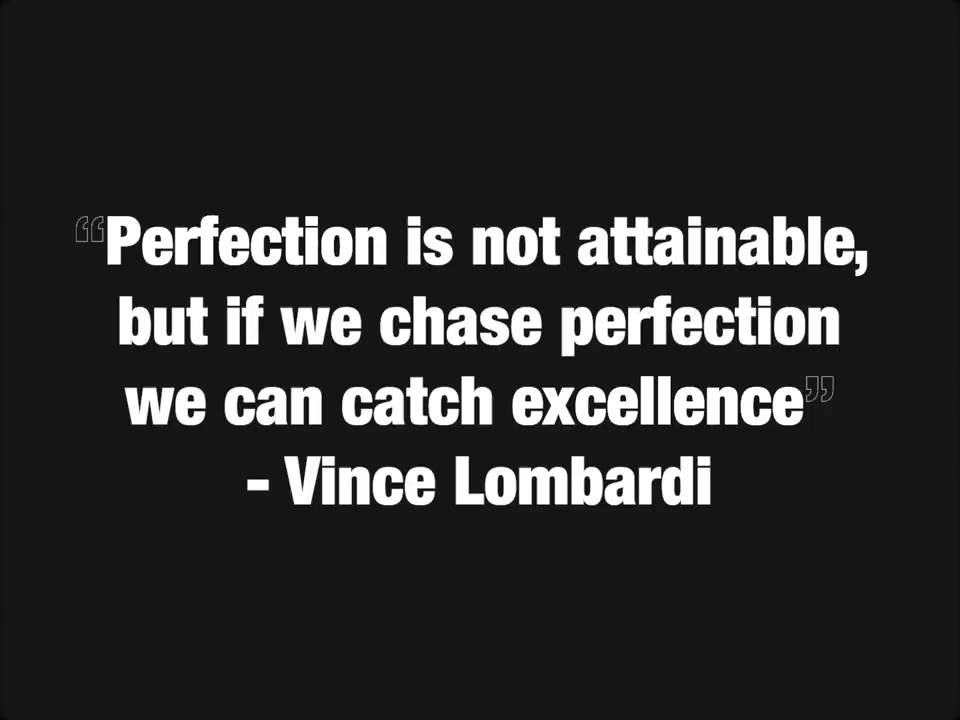 “Perfection is not attainable,
but if we chase perfection
we can catch excellence”
- Vince Lombardi